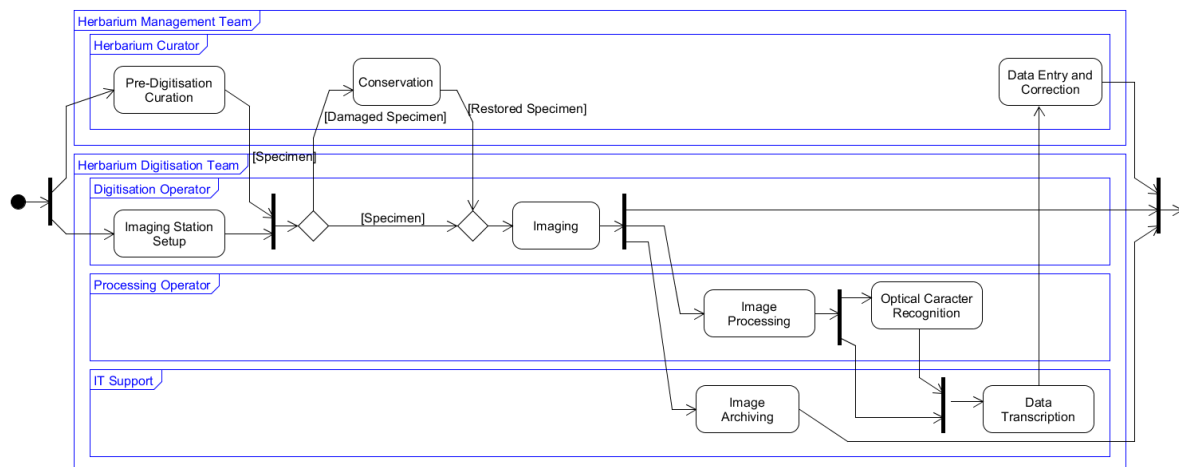 Herbarium Management Team
Herbarium Curator
Pre-Digitisation
Curation
Conservation
Data Entry and
Correction
[Damaged Specimen]
[Restored Specimen]
[Specimen]
Herbarium Digitisation Team
Digitisation Operator
Imaging Station
Setup
[Specimen]
Imaging
Processing Operator
Image
Processing
Optical Caracter
Recognition
IT Support
Image
Archiving
Data
Transcription